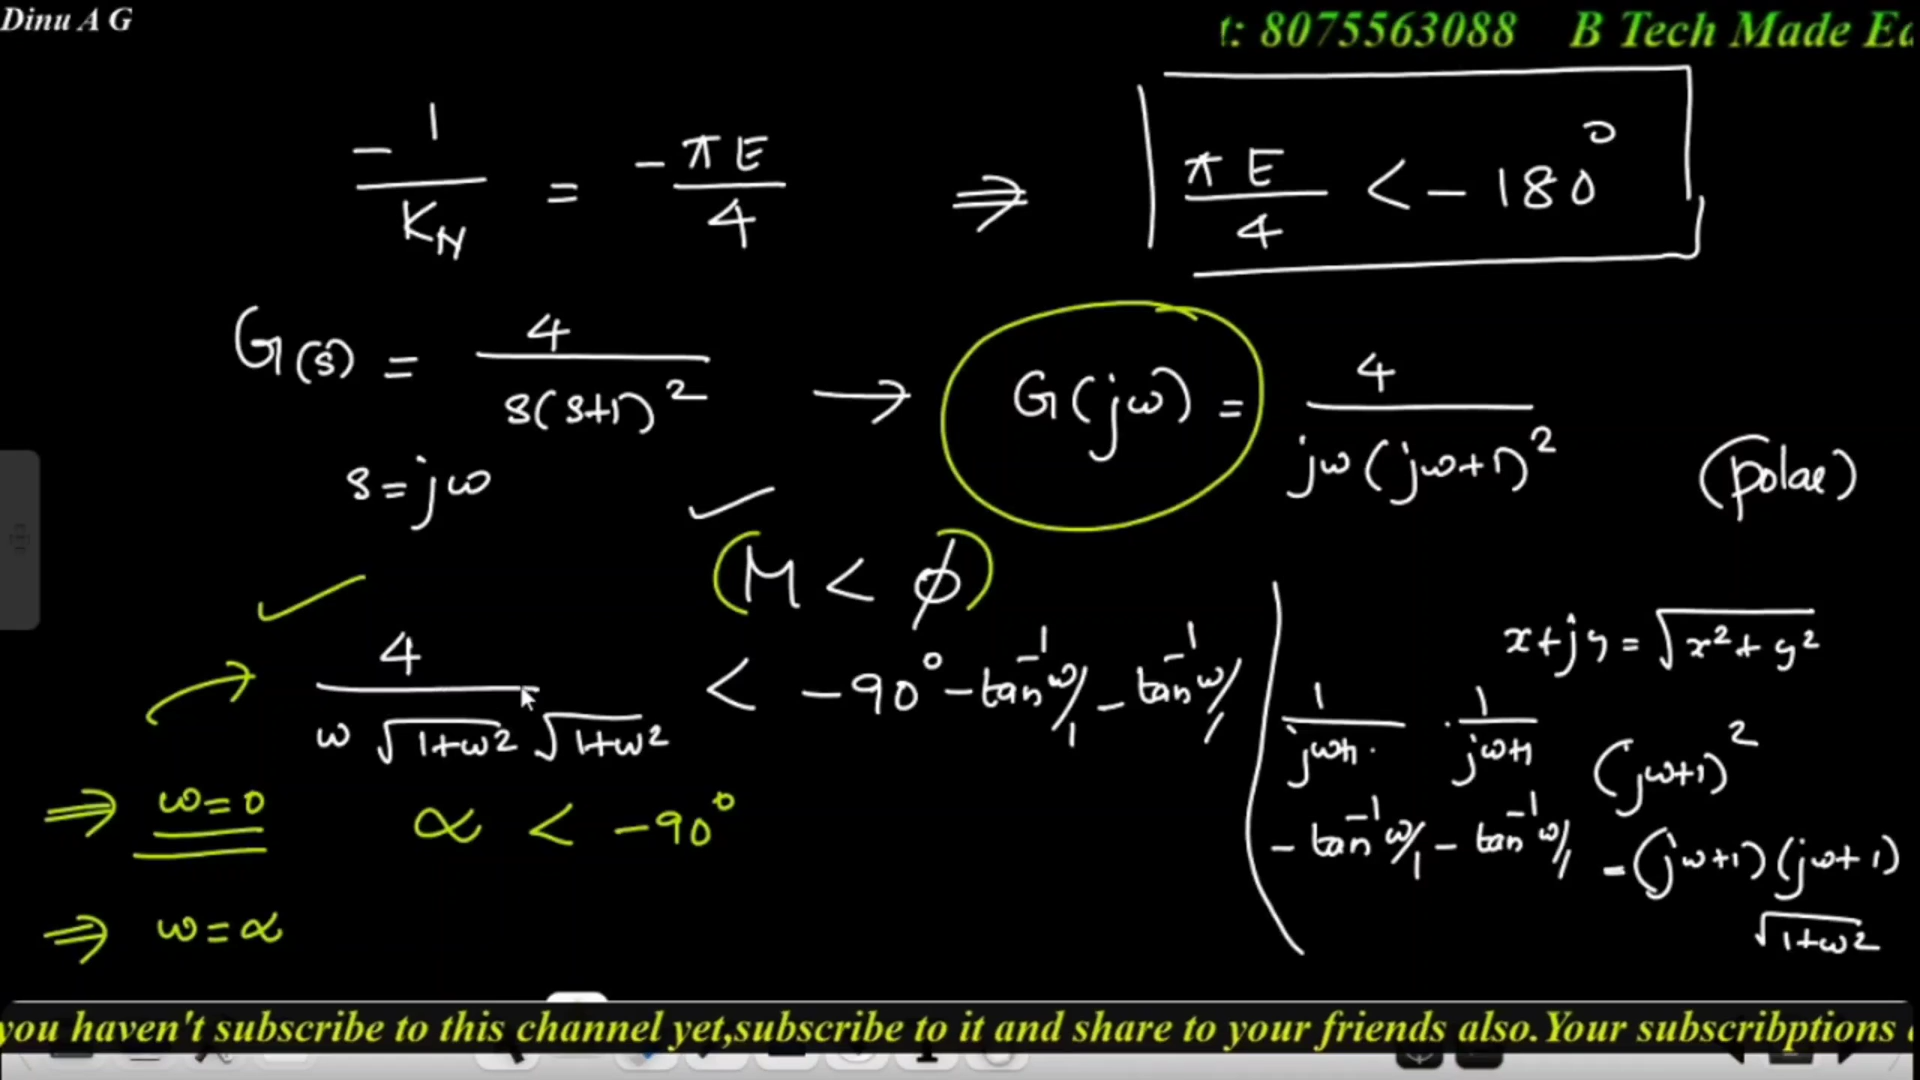 Dinu A G
t: 8075563088 B Tech Made Ea
-1/K_N = -πE/4 ⇒ πE/4 < -180°
G(s) = 4/s(s+1)² → G(jω) = 4/jω(jω+1)² (polar)
s=jω
(M < φ)
4/ω√1+ω² √1+ω² < -90° - tan⁻¹ω/1 - tan⁻¹ω/1
⇒ ω=0 ∝ < -90°
⇒ ω=∝
x+jy = √x²+y²
1/jω+1 · 1/jω+1 (jω+1)²
- tan⁻¹ω/1 - tan⁻¹ω/1 = (jω+1)(jω+1)
√1+ω²
you haven't subscribe to this channel yet,subscribe to it and share to your friends also.Your subscribptions